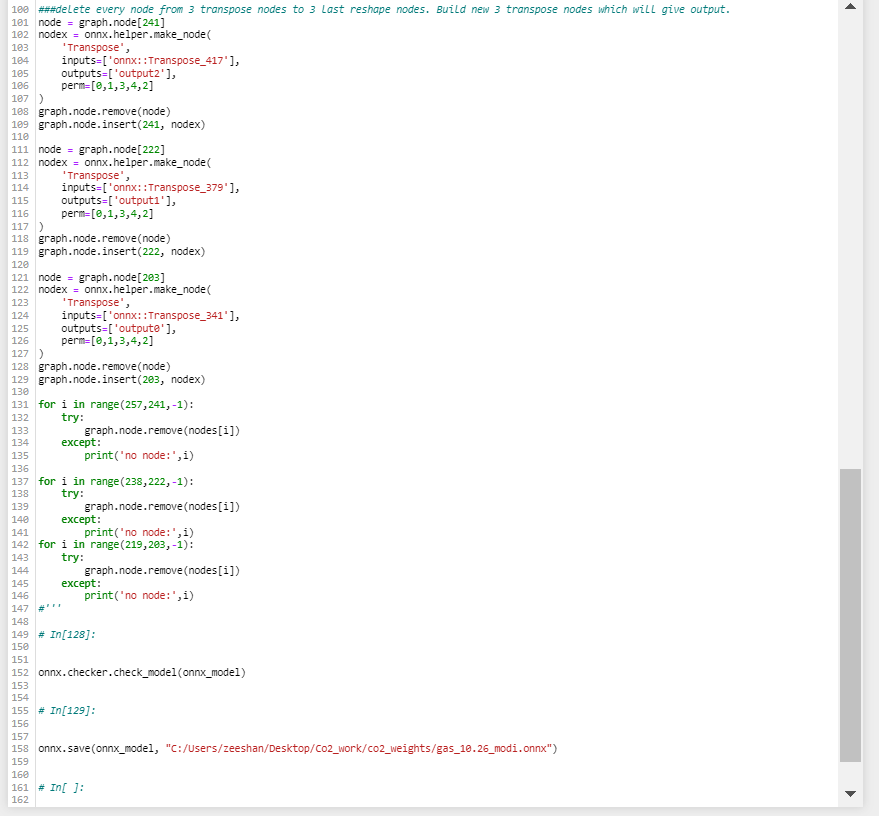 100 ###delete every node from 3 transpose nodes to 3 last reshape nodes. Build new 3 transpose nodes which will give output.
101 node = graph.node[241]
102 nodex = onnx.helper.make_node(
103     'Transpose',
104     inputs=['onnx::Transpose_417'],
105     outputs=['output2'],
106     perm=[0,1,3,4,2]
107 )
108 graph.node.remove(node)
109 graph.node.insert(241, nodex)
110
111 node = graph.node[222]
112 nodex = onnx.helper.make_node(
113     'Transpose',
114     inputs=['onnx::Transpose_379'],
115     outputs=['output1'],
116     perm=[0,1,3,4,2]
117 )
118 graph.node.remove(node)
119 graph.node.insert(222, nodex)
120
121 node = graph.node[203]
122 nodex = onnx.helper.make_node(
123     'Transpose',
124     inputs=['onnx::Transpose_341'],
125     outputs=['output0'],
126     perm=[0,1,3,4,2]
127 )
128 graph.node.remove(node)
129 graph.node.insert(203, nodex)
130
131 for i in range(257,241,-1):
132     try:
133         graph.node.remove(nodes[i])
134     except:
135         print('no node:',i)
136
137 for i in range(238,222,-1):
138     try:
139         graph.node.remove(nodes[i])
140     except:
141         print('no node:',i)
142 for i in range(219,203,-1):
143     try:
144         graph.node.remove(nodes[i])
145     except:
146         print('no node:',i)
147 #'''
148
149 # In[128]:
150
151
152 onnx.checker.check_model(onnx_model)
153
154
155 # In[129]:
156
157
158 onnx.save(onnx_model, "C:/Users/zeeshan/Desktop/Co2_work/co2_weights/gas_10.26_modi.onnx")
159
160
161 # In[ ]:
162